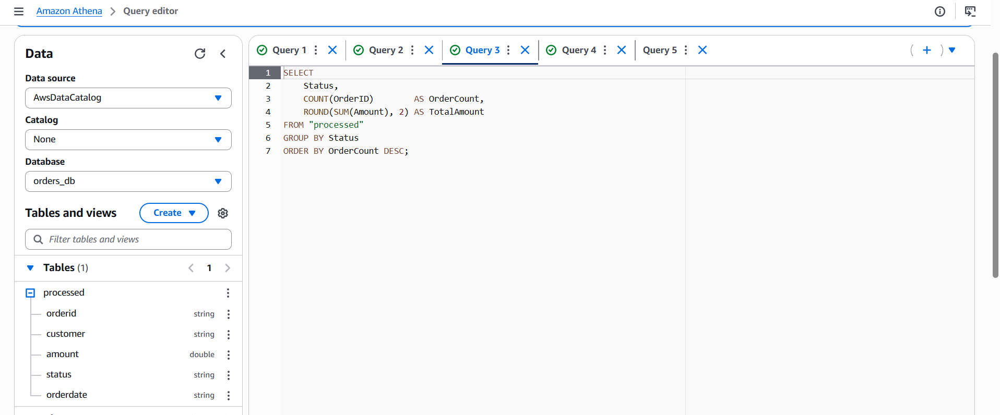 Amazon Athena > Query editor
Data
Data source
AwsDataCatalog
Catalog
None
Database
orders_db
Tables and views
Create
Filter tables and views
Tables (1)
1
processed
orderid string
customer string
amount double
status string
orderdate string
Query 1 Query 2 Query 3 Query 4 Query 5
1 SELECT
2     Status,
3     COUNT(OrderID)        AS OrderCount,
4     ROUND(SUM(Amount), 2) AS TotalAmount
5 FROM "processed"
6 GROUP BY Status
7 ORDER BY OrderCount DESC;